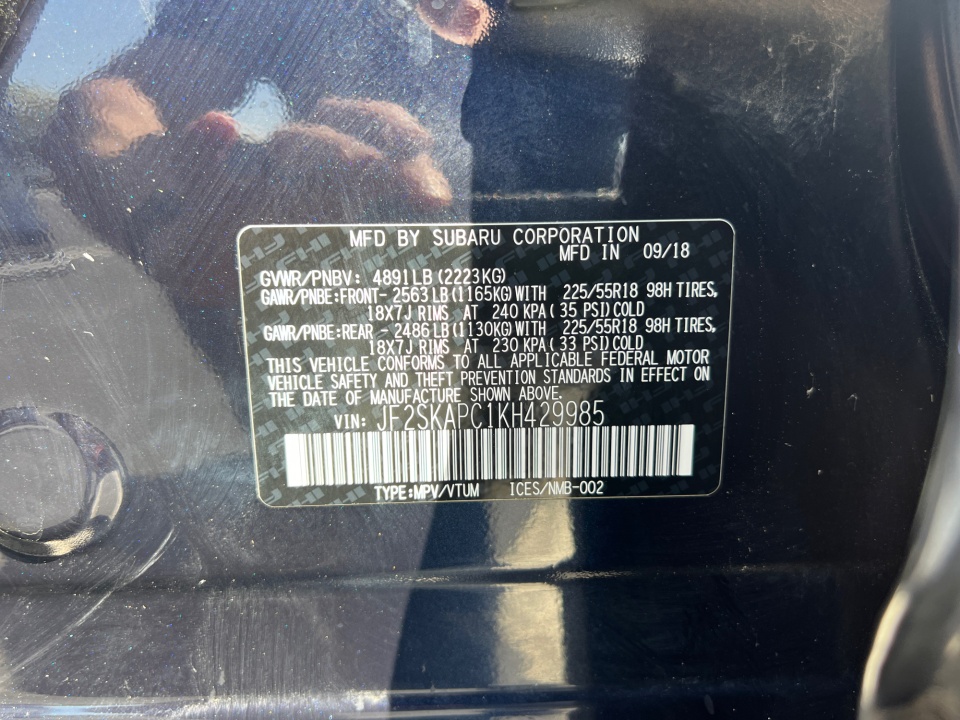 MFD BY SUBARU CORPORATION
MFD IN 09/18
GVWR/PNBV: 4891LB(2223KG)
GAWR/PNBE:FRONT- 2563LB(1165KG)WITH 225/55R18 98H TIRES,
18X7J RIMS AT 240 KPA(35 PSI)COLD
GAWR/PNBE:REAR - 2486LB(1130KG)WITH 225/55R18 98H TIRES,
18X7J RIMS AT 230 KPA(33 PSI)COLD
THIS VEHICLE CONFORMS TO ALL APPLICABLE FEDERAL MOTOR
VEHICLE SAFETY AND THEFT PREVENTION STANDARDS IN EFFECT ON
THE DATE OF MANUFACTURE SHOWN ABOVE.
VIN: JF2SKAPC1KH429985
TYPE:MPV/VTUM ICES/NMB-002